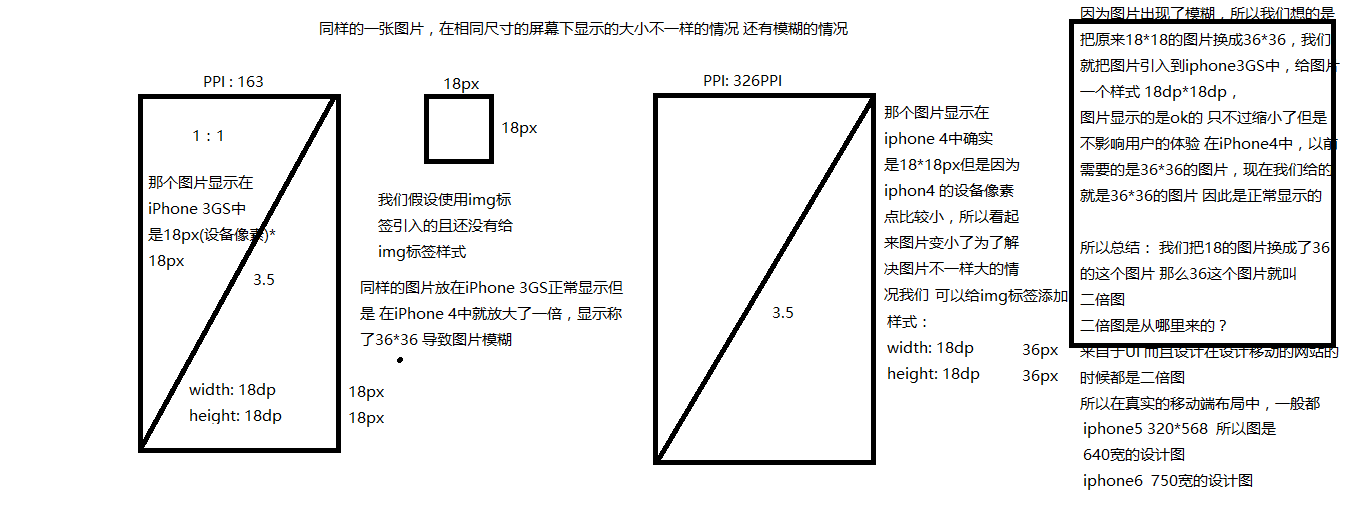 同样的一张图片，在相同尺寸的屏幕下显示的大小不一样的情况 还有模糊的情况
PPI : 163
1：1
那个图片显示在
iPhone 3GS中
是18px(设备像素)*
18px
3.5
width: 18dp
height: 18dp
18px
18px
18px
18px
我们假设使用img标
签引入的且还没有给
img标签样式
同样的图片放在iPhone 3GS正常显示但
是 在iPhone 4中就放大了一倍，显示称
了36*36 导致图片模糊
PPI: 326PPI
3.5
那个图片显示在
iphone 4中确实
是18*18px但是因为
iphon4 的设备像素
点比较小，所以看起
来图片变小了为了解
决图片不一样大的情
况我们 可以给img标签添加
样式：
width: 18dp
height: 18dp
36px
36px
因为图片出现了模糊，所以我们想的是
把原来18*18的图片换成36*36，我们
就把图片引入到iphone3GS中，给图片
一个样式 18dp*18dp，
图片显示的是ok的 只不过缩小了但是
不影响用户的体验 在iPhone4中，以前
需要的是36*36的图片，现在我们给的
就是36*36的图片 因此是正常显示的
所以总结： 我们把18的图片换成了36
的这个图片 那么36这个图片就叫
二倍图
二倍图是从哪里来的？
来自于UI 而且设计在设计移动的网站的
时候都是二倍图
所以在真实的移动端布局中，一般都
iphone5 320*568 所以图是
640宽的设计图
iphone6 750宽的设计图